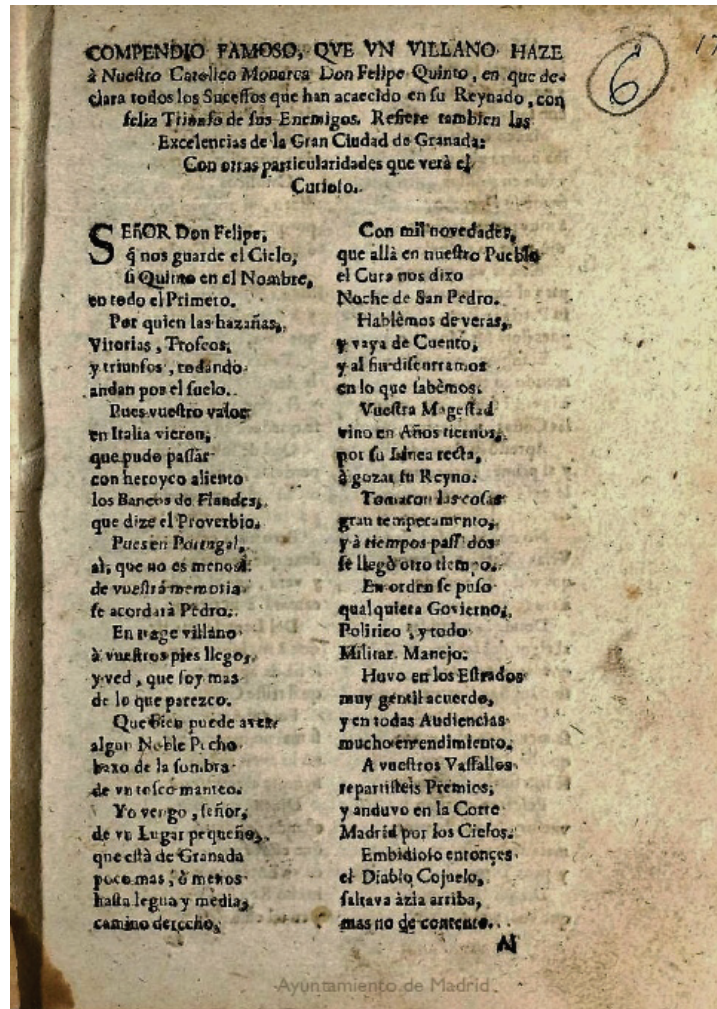 17
6
COMPENDIO FAMOSO, QVE VN VILLANO HAZE
à Nuestro Catolico Monarca Don Felipe Quinto, en que de-
clara todos los Sucessos que han acaecido en su Reynado, con
feliz Triunfo de sus Enemigos. Refiere tambien las
Excelencias de la Gran Ciudad de Granada:
Con otras particularidades que verà el
Curioso.
SEñOR Don Felipe,
q̃ nos guarde el Cielo,
si Quinto en el Nombre,
en todo el Primero.
Por quien las hazañas,
Vitorias, Trofeos,
y triunfos, rodando
andan por el suelo.
Pues vuestro valor
en Italia vieron,
que pudo passàr
con heroyco aliento
los Bancos de Flandes,
que dize el Proverbio.
Pues en Portugal,
al, que no es menos
de vuestra memoria
se acordarà Pedro.
En trage villano
à vuestros pies llego,
y ved, que soy mas
de lo que parezco.
Que bien puede aver
algun Noble Pecho
baxo de la sombra
de vn tosco manteo.
Yo vengo, señor,
de vn Lugar pequeño,
que està de Granada
poco mas, ò menos
hasta legua y media,
camino derecho,
Con mil novedades,
que allà en nuestro Pueblo
el Cura nos dixo
Noche de San Pedro.
Hablèmos de veras,
y vaya de Cuento,
y al fin discurramos
en lo que sabèmos.
Vuestra Magestad
vino en Años tiernos,
por su Linea recta,
à gozar su Reyno.
Tomaron las cosas
gran temperamento,
y à tiempos passados
se llegò otro tiempo.
En orden se puso
qualquiera Govierno,
Politico, y todo
Militar Manejo.
Huvo en los Estrados
muy gentil acuerdo,
y en todas Audiencias
mucho entendimiento.
A vuestros Vassallos
repartisteis Premios,
y anduvo en la Corte
Madrid por los Cielos.
Embidioso entonçes
el Diablo Cojuelo,
saltava àzia arriba,
mas no de contento.
Al
Ayuntamiento de Madrid